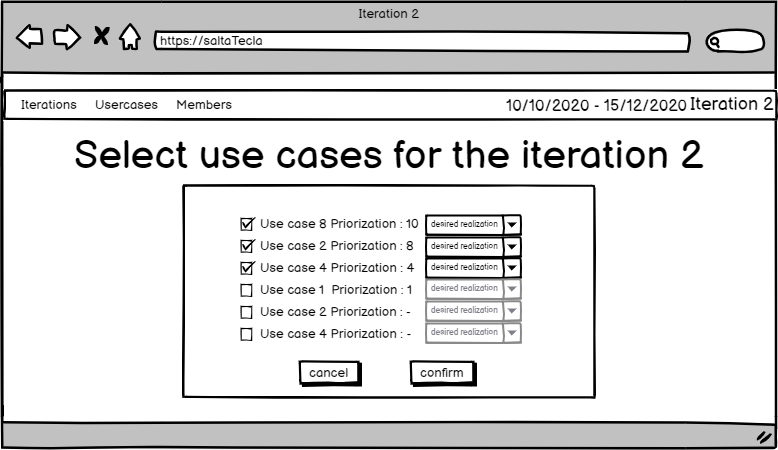 Iteration 2
https://saltaTecla
Iterations Usercases Members 10/10/2020 - 15/12/2020 Iteration 2
Select use cases for the iteration 2
Use case 8 Priorization : 10 desired realization
Use case 2 Priorization : 8 desired realization
Use case 4 Priorization : 4 desired realization
Use case 1 Priorization : 1 desired realization
Use case 2 Priorization : - desired realization
Use case 4 Priorization : - desired realization
cancel confirm